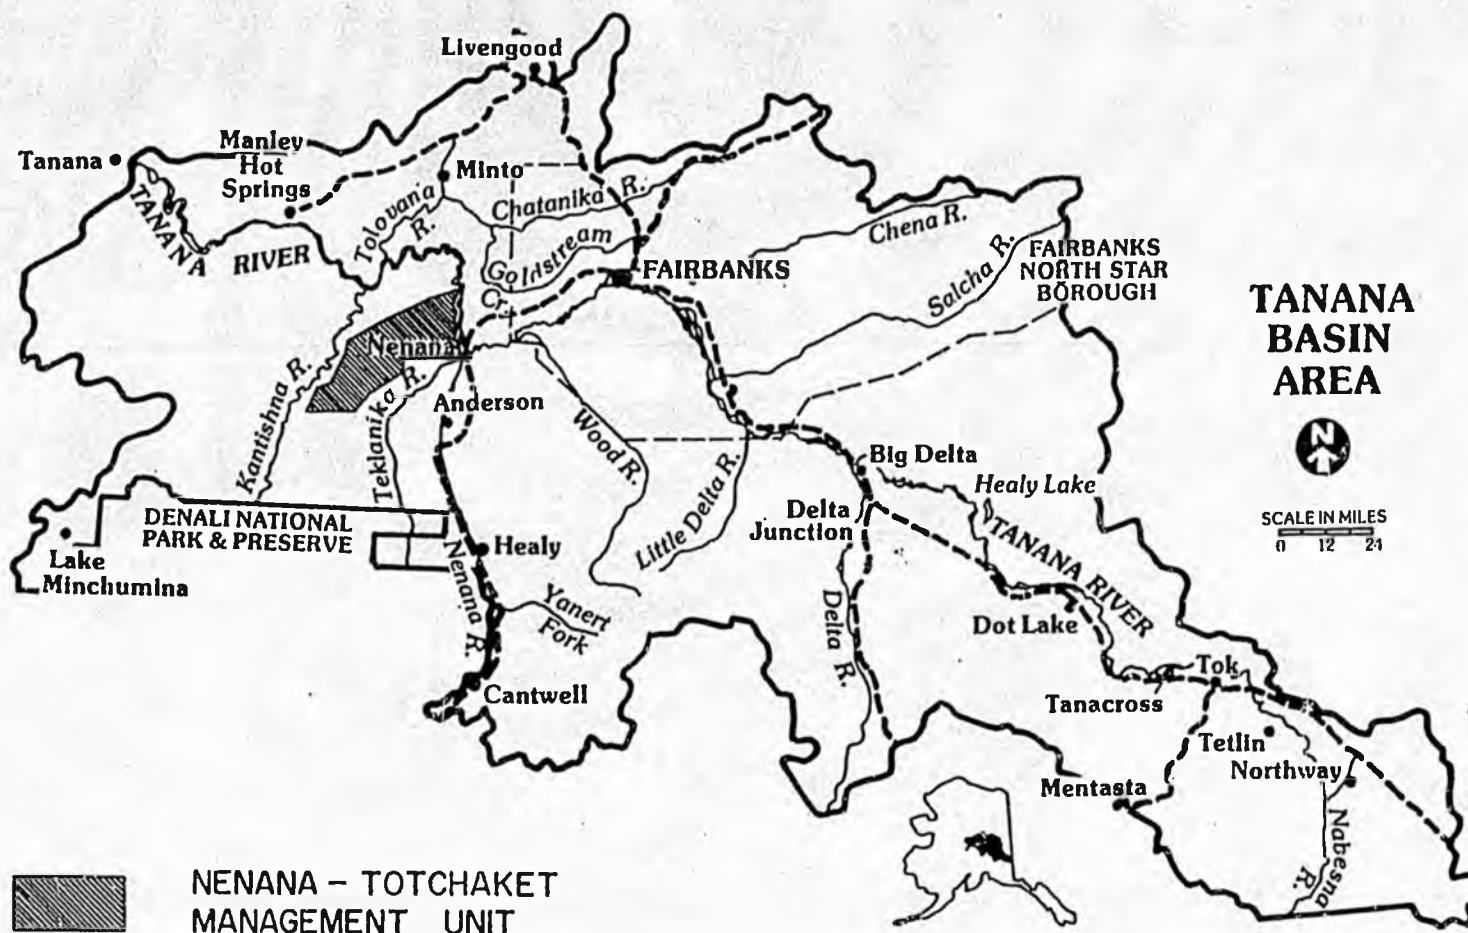 Livengood
Tanana
Manley
Hot
Springs
Minto
TANANA
RIVER
Tolovana
R.
Chatanika R.
Goldstream
Cr.
FAIRBANKS
Chena R.
Salcha R.
FAIRBANKS
NORTH STAR
BOROUGH
TANANA
BASIN
AREA
N
SCALE IN MILES
0 12 24
Nenana
Kantishna R.
Teklanika R.
Anderson
Wood R.
Little Delta R.
Big Delta
Healy Lake
Delta
Junction
TANANA RIVER
DENALI NATIONAL
PARK & PRESERVE
Lake
Minchumina
Healy
Nenana R.
Yanert
Fork
Cantwell
Delta R.
Dot Lake
Tok
Tanacross
Tetlin
Northway
Mentasta
Nabesna
R.
NENANA – TOTCHAKET
MANAGEMENT UNIT